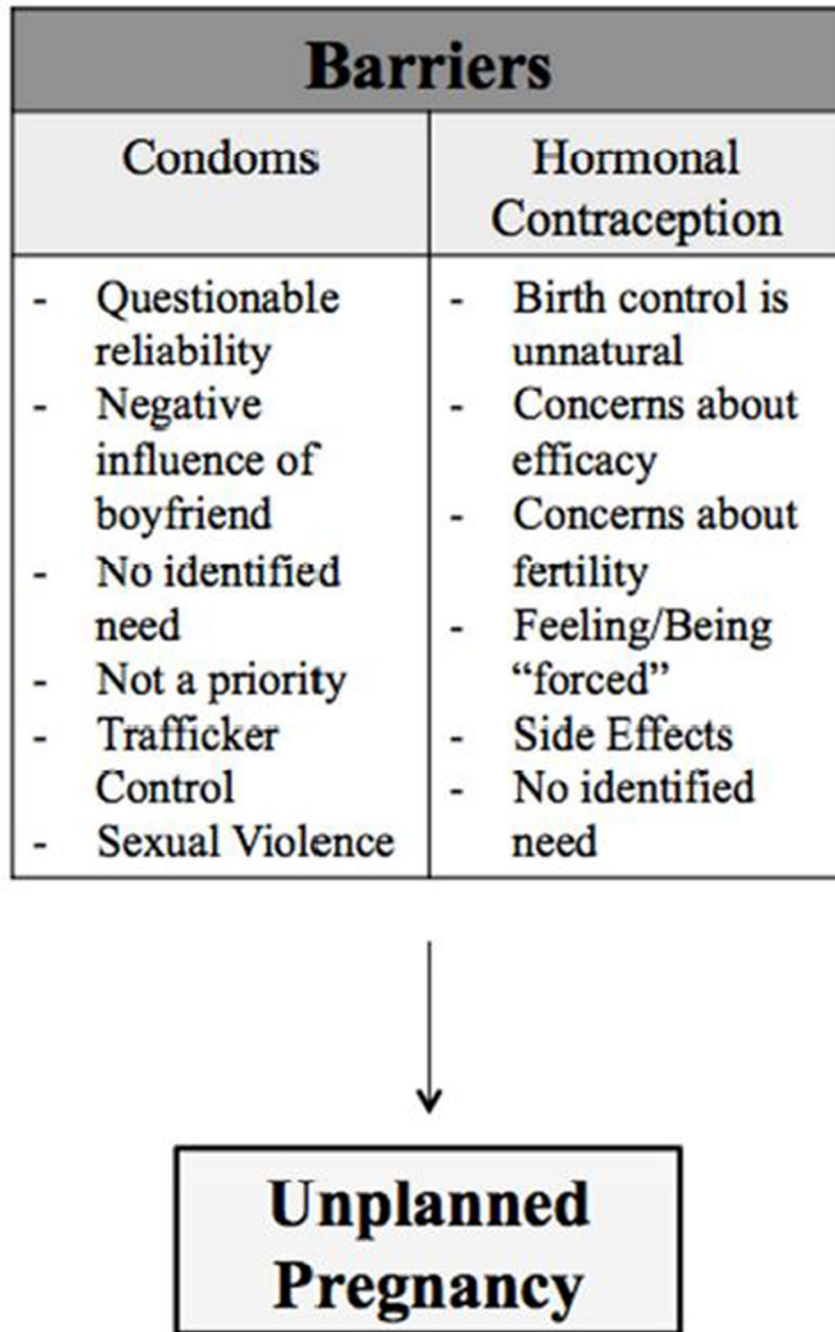 Barriers
Condoms
Hormonal
Contraception
- Questionable
reliability
- Negative
influence of
boyfriend
- No identified
need
- Not a priority
- Trafficker
Control
- Sexual Violence
- Birth control is
unnatural
- Concerns about
efficacy
- Concerns about
fertility
- Feeling/Being
“forced”
- Side Effects
- No identified
need
Unplanned
Pregnancy